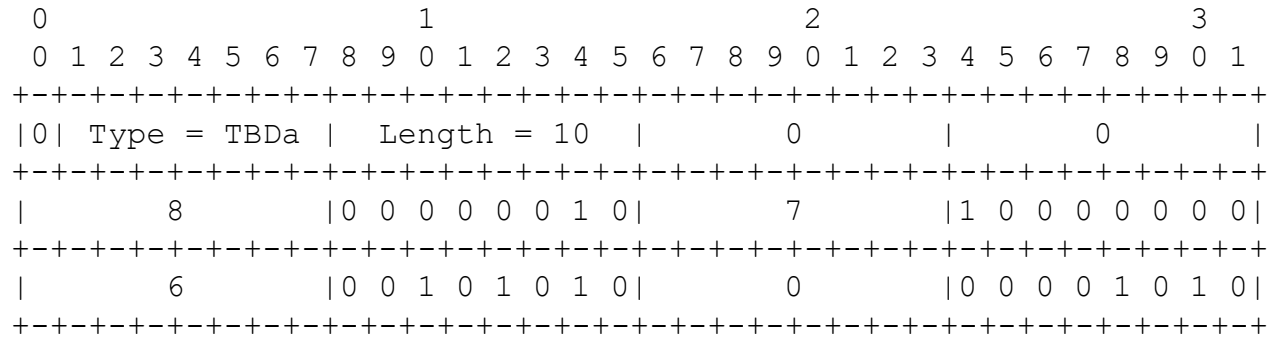 0                   1                   2                   3
 0 1 2 3 4 5 6 7 8 9 0 1 2 3 4 5 6 7 8 9 0 1 2 3 4 5 6 7 8 9 0 1
+-+-+-+-+-+-+-+-+-+-+-+-+-+-+-+-+-+-+-+-+-+-+-+-+-+-+-+-+-+-+-+-+
|0| Type = TBDa |  Length = 10  |       0       |       0       |
+-+-+-+-+-+-+-+-+-+-+-+-+-+-+-+-+-+-+-+-+-+-+-+-+-+-+-+-+-+-+-+-+
|       8       |0 0 0 0 0 0 1 0|       7       |1 0 0 0 0 0 0 0|
+-+-+-+-+-+-+-+-+-+-+-+-+-+-+-+-+-+-+-+-+-+-+-+-+-+-+-+-+-+-+-+-+
|       6       |0 0 1 0 1 0 1 0|       0       |0 0 0 0 1 0 1 0|
+-+-+-+-+-+-+-+-+-+-+-+-+-+-+-+-+-+-+-+-+-+-+-+-+-+-+-+-+-+-+-+-+